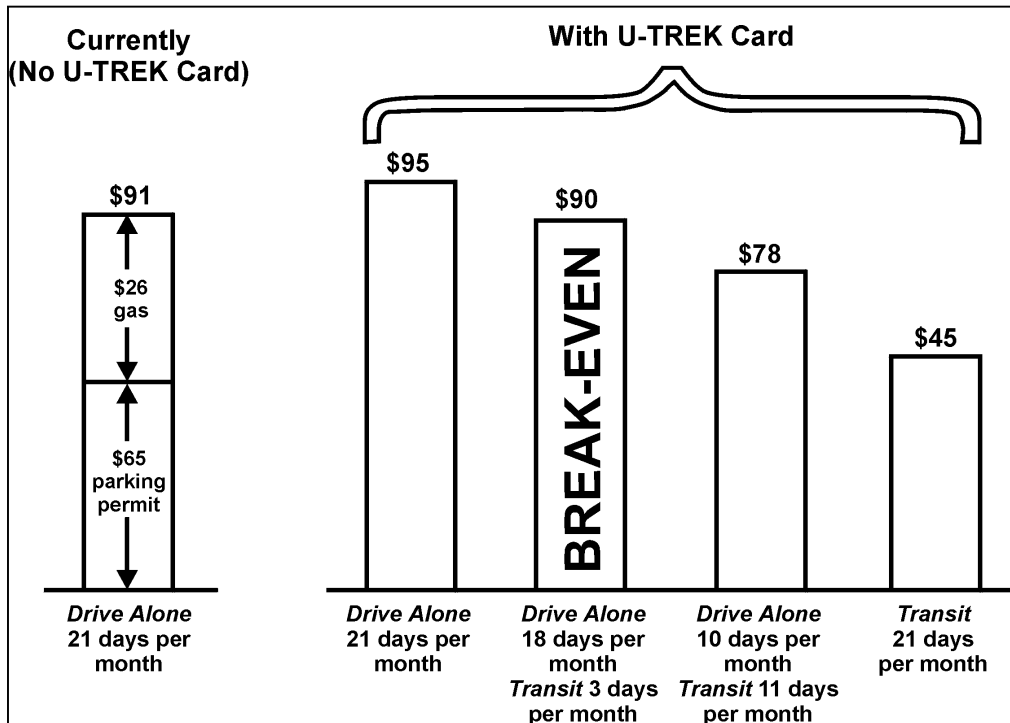 Currently
(No U-TREK Card)
With U-TREK Card
$91
$26
gas
$65
parking
permit
$95
$90
BREAK-EVEN
$78
$45
Drive Alone
21 days per
month
Drive Alone
21 days per
month
Drive Alone
18 days per
month
Transit 3 days
per month
Drive Alone
10 days per
month
Transit 11 days
per month
Transit
21 days
per month